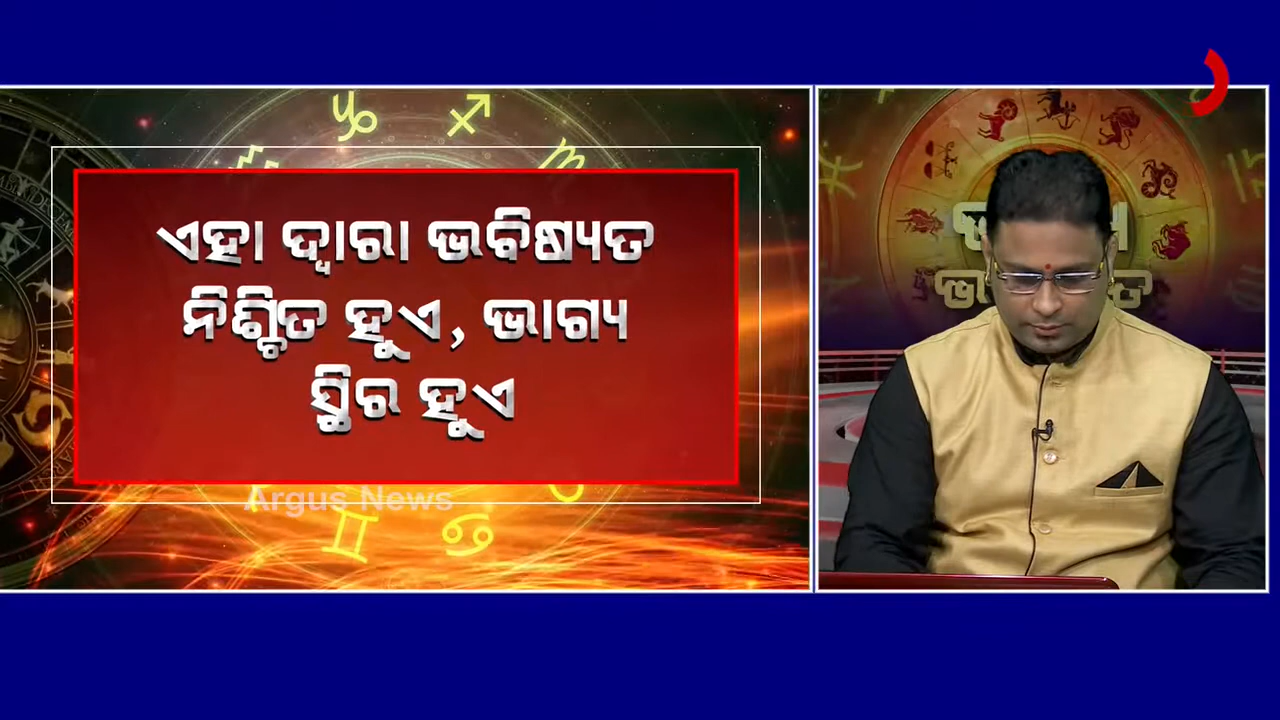 ଏହା ଦ୍ୱାରା ଭବିଷ୍ୟତ
ନିଶ୍ଚିତ ହୁଏ, ଭାଗ୍ୟ
ସ୍ଥିର ହୁଏ
Argus News